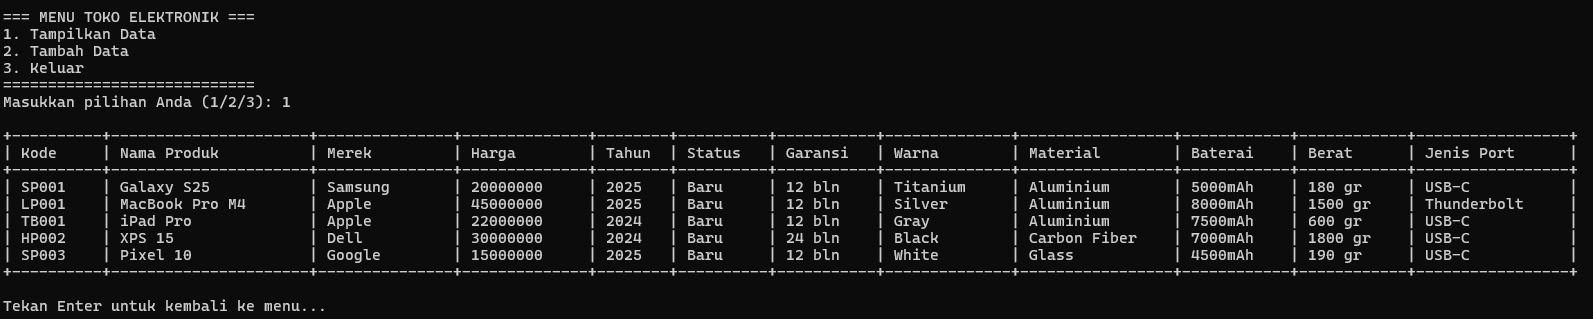 === MENU TOKO ELEKTRONIK ===
1. Tampilkan Data
2. Tambah Data
3. Keluar
============================
Masukkan pilihan Anda (1/2/3): 1
+----------+----------------------+---------------+--------------+--------+----------+-----------+--------------+-----------------+------------+------------+-----------------+
| Kode     | Nama Produk          | Merek         | Harga        | Tahun  | Status   | Garansi   | Warna        | Material        | Baterai    | Berat      | Jenis Port      |
+----------+----------------------+---------------+--------------+--------+----------+-----------+--------------+-----------------+------------+------------+-----------------+
| SP001    | Galaxy S25           | Samsung       | 20000000     | 2025   | Baru     | 12 bln    | Titanium     | Aluminium       | 5000mAh    | 180 gr     | USB-C           |
| LP001    | MacBook Pro M4       | Apple         | 45000000     | 2025   | Baru     | 12 bln    | Silver       | Aluminium       | 8000mAh    | 1500 gr    | Thunderbolt     |
| TB001    | iPad Pro             | Apple         | 22000000     | 2024   | Baru     | 12 bln    | Gray         | Aluminium       | 7500mAh    | 600 gr     | USB-C           |
| HP002    | XPS 15               | Dell          | 30000000     | 2024   | Baru     | 24 bln    | Black        | Carbon Fiber    | 7000mAh    | 1800 gr    | USB-C           |
| SP003    | Pixel 10             | Google        | 15000000     | 2025   | Baru     | 12 bln    | White        | Glass           | 4500mAh    | 190 gr     | USB-C           |
+----------+----------------------+---------------+--------------+--------+----------+-----------+--------------+-----------------+------------+------------+-----------------+
Tekan Enter untuk kembali ke menu...